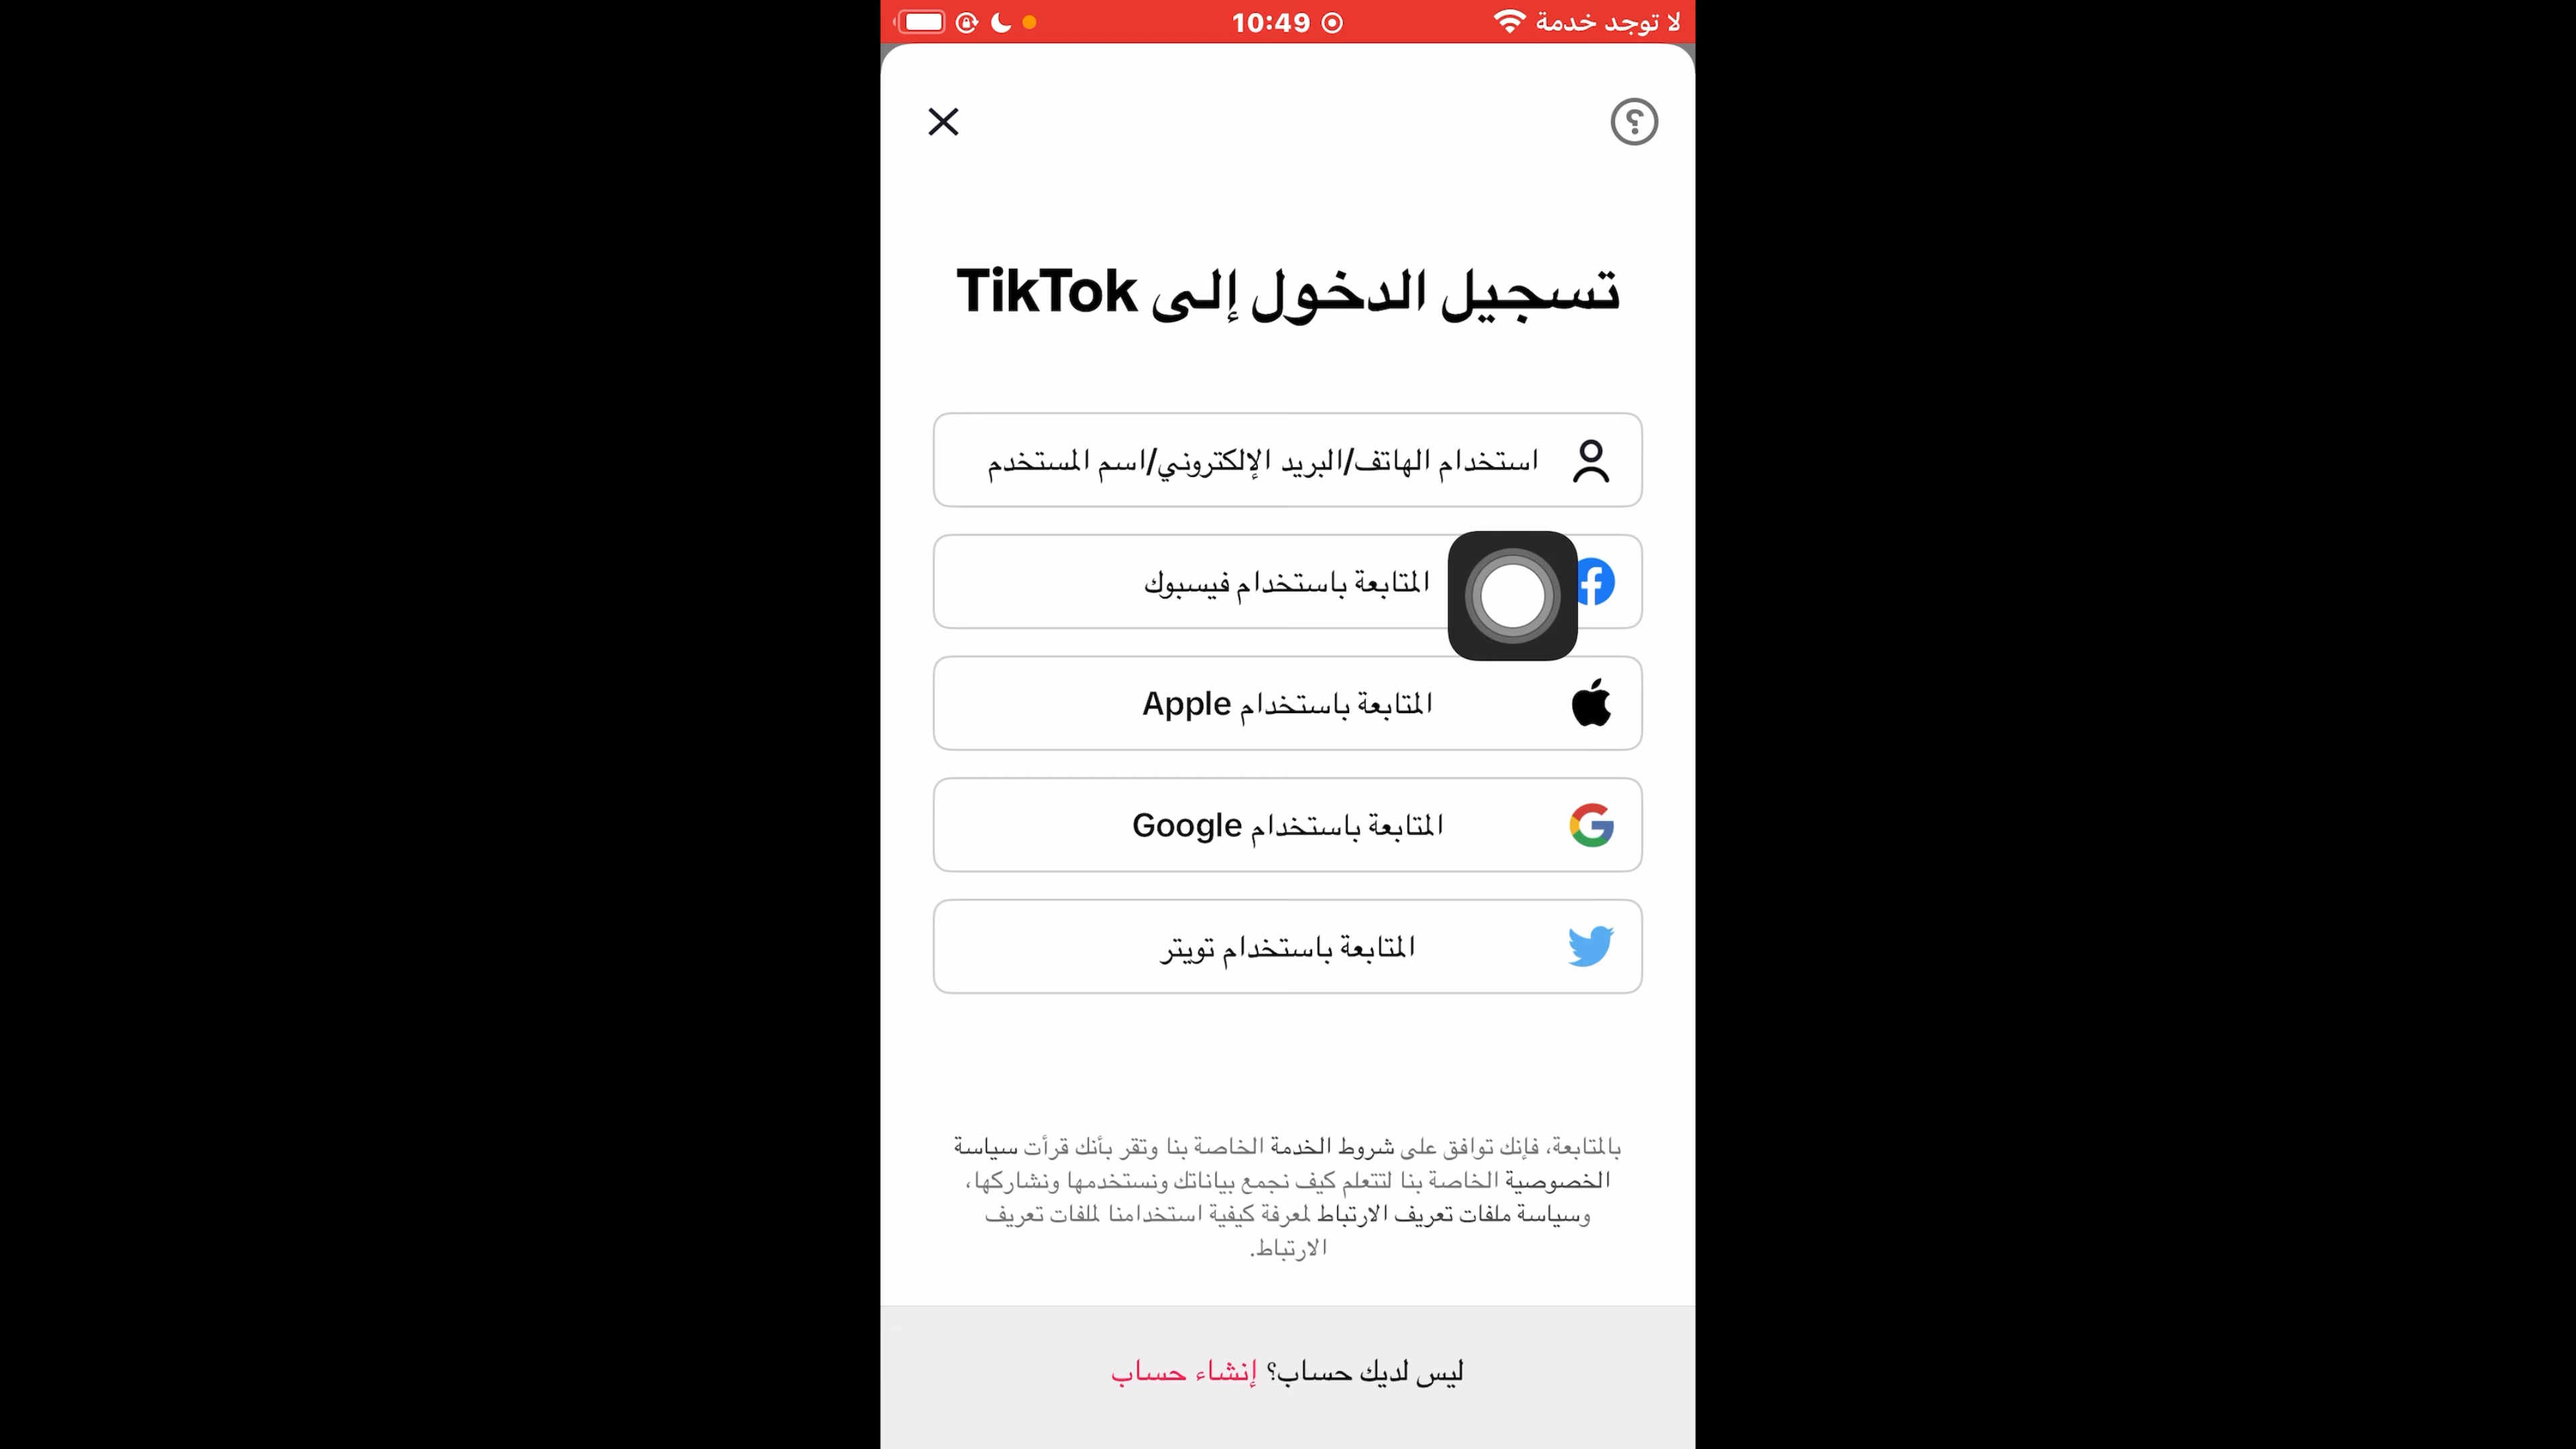 لا توجد خدمة
10:49
؟
تسجيل الدخول إلى TikTok
استخدام الهاتف/البريد الإلكتروني/اسم المستخدم
المتابعة باستخدام فيسبوك
المتابعة باستخدام Apple
المتابعة باستخدام Google
المتابعة باستخدام تويتر
بالمتابعة، فإنك توافق على شروط الخدمة الخاصة بنا وتقر بأنك قرأت سياسة
الخصوصية الخاصة بنا لتتعلم كيف نجمع بياناتك ونستخدمها ونشاركها،
وسياسة ملفات تعريف الارتباط لمعرفة كيفية استخدامنا لملفات تعريف
الارتباط.
ليس لديك حساب؟ إنشاء حساب